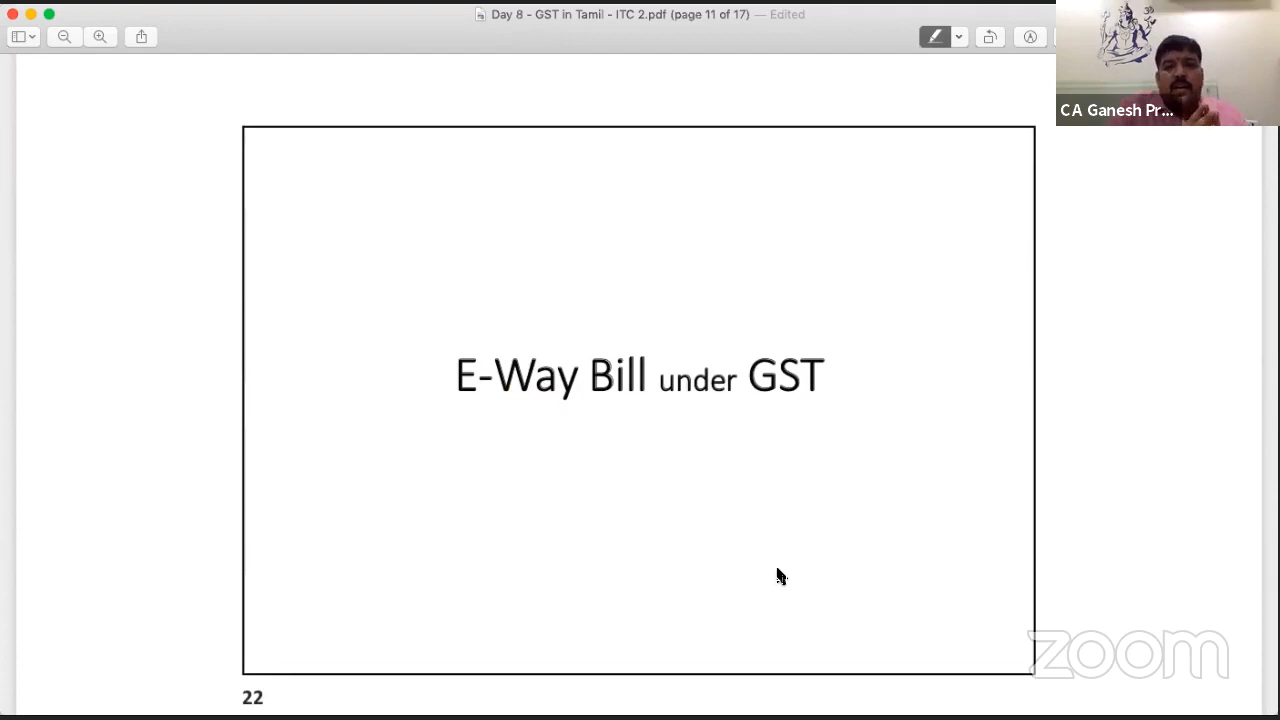 Day 8 - GST in Tamil - ITC 2.pdf (page 11 of 17) — Edited
C A Ganesh Pr...
E-Way Bill under GST
zoom
22